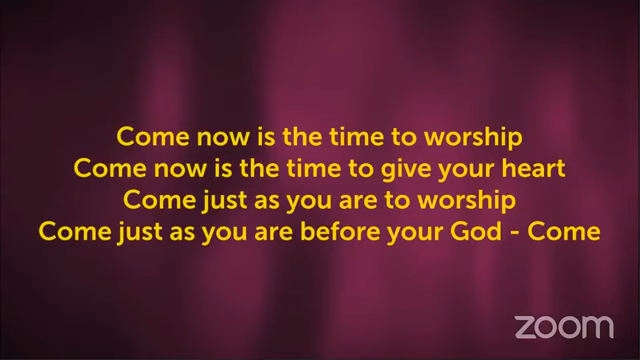 Come now is the time to worship
Come now is the time to give your heart
Come just as you are to worship
Come just as you are before your God - Come
zoom